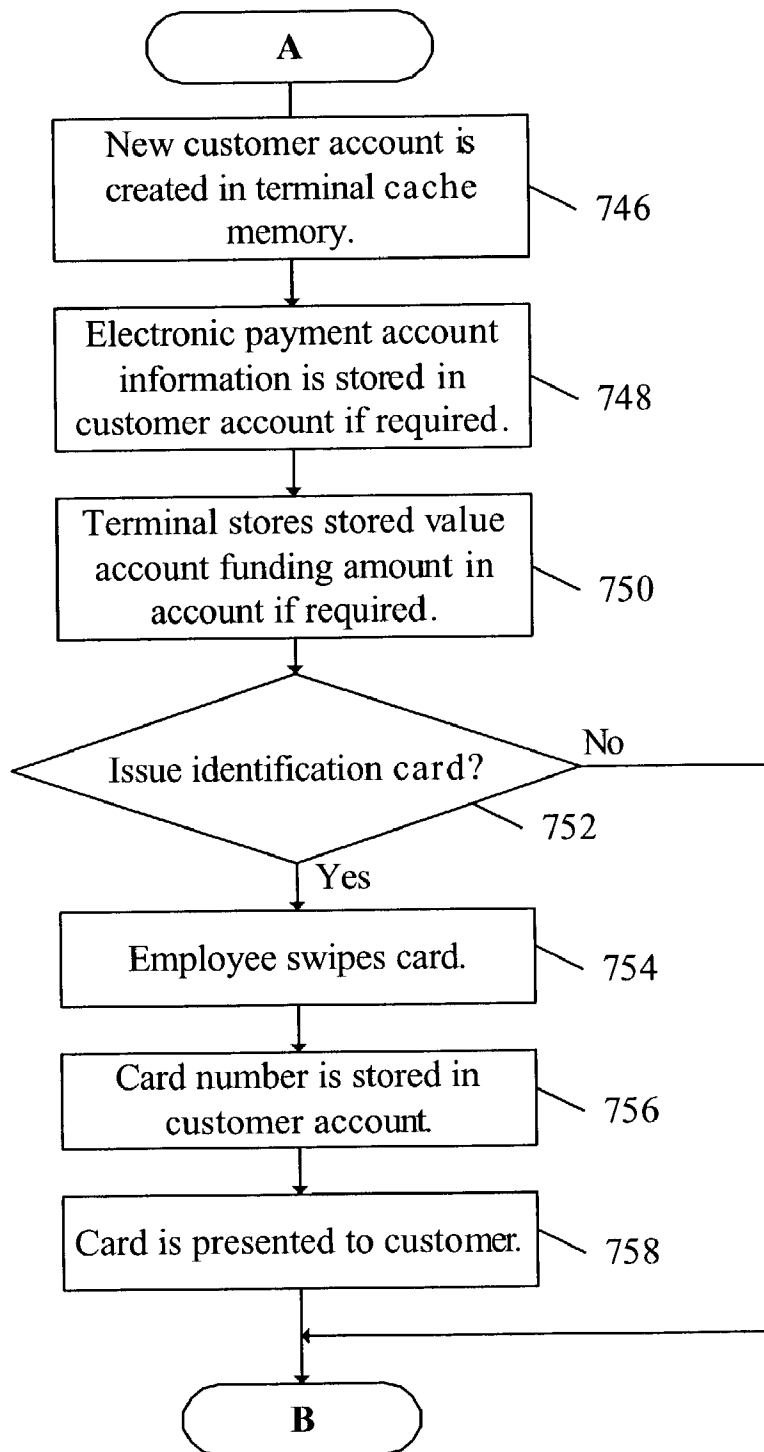 A
New customer account is
created in terminal cache
memory.
746
Electronic payment account
information is stored in
customer account if required.
748
Terminal stores stored value
account funding amount in
account if required.
750
Issue identification card?
No
752
Yes
Employee swipes card.
754
Card number is stored in
customer account.
756
Card is presented to customer.
758
B